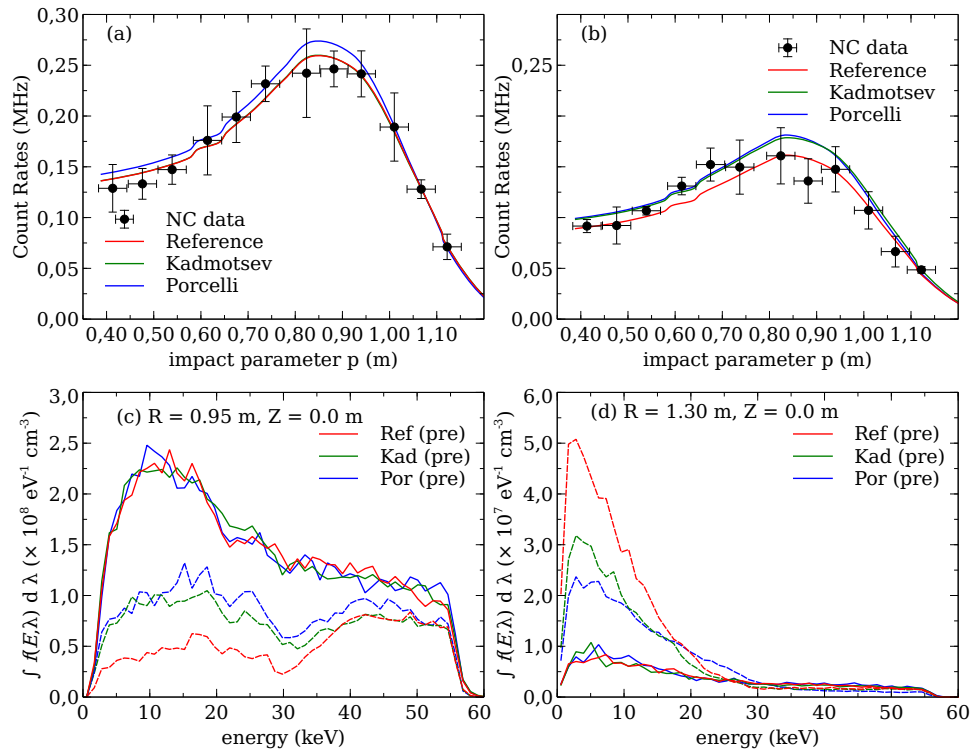 (a)
0,30
0,25
0,20
0,15
0,10
0,05
0,00
Count Rates (MHz)
NC data
Reference
Kadmotsev
Porcelli
0,40 0,50 0,60 0,70 0,80 0,90 1,00 1,10
impact parameter p (m)
(b)
0,25
0,15
0,10
0,05
0,00
Count Rates (MHz)
NC data
Reference
Kadmotsev
Porcelli
0,40 0,50 0,60 0,70 0,80 0,90 1,00 1,10
impact parameter p (m)
(c) R = 0.95 m, Z = 0.0 m
3,0
2,5
2,0
1,5
1,0
0,5
0,0
∫ f(E,λ) d λ (× 10⁸ eV⁻¹ cm⁻³)
Ref (pre)
Kad (pre)
Por (pre)
0 10 20 30 40 50 60
energy (keV)
(d) R = 1.30 m, Z = 0.0 m
6,0
5,0
4,0
3,0
2,0
1,0
0,0
∫ f(E,λ) d λ (× 10⁷ eV⁻¹ cm⁻³)
Ref (pre)
Kad (pre)
Por (pre)
0 10 20 30 40 50 60
energy (keV)